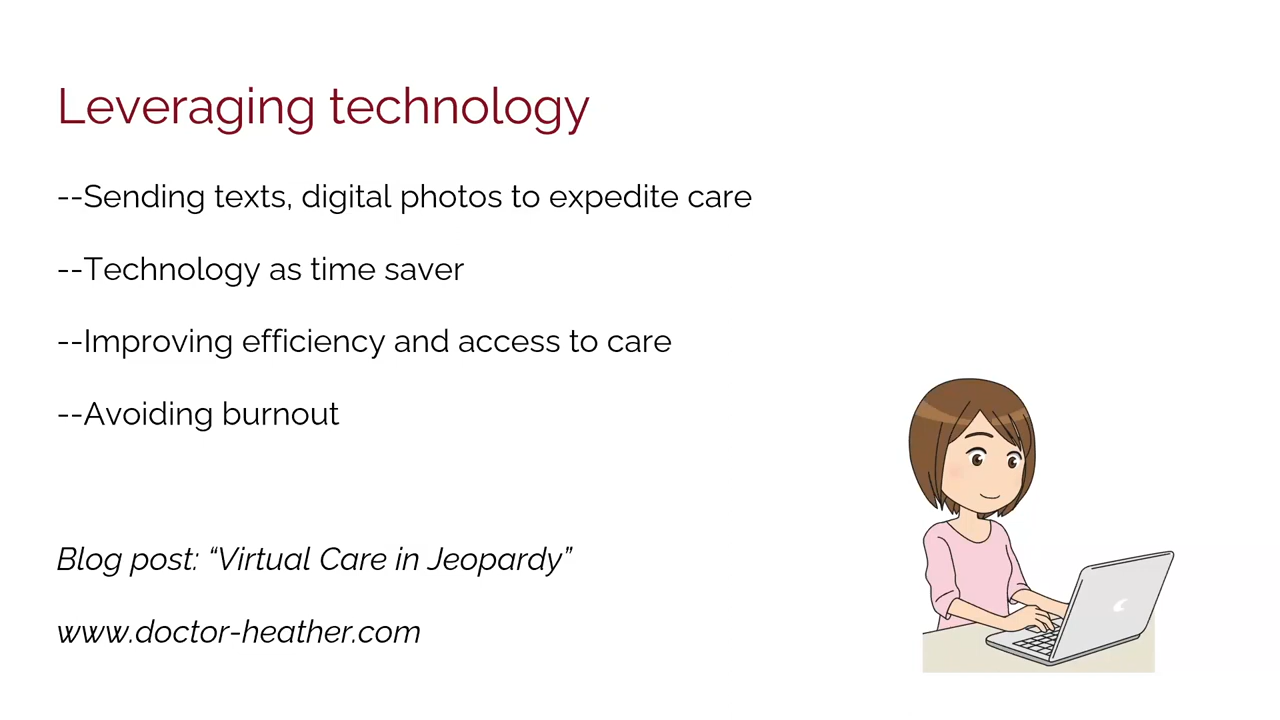 Leveraging technology
--Sending texts, digital photos to expedite care
--Technology as time saver
--Improving efficiency and access to care
--Avoiding burnout
Blog post: “Virtual Care in Jeopardy”
www.doctor-heather.com